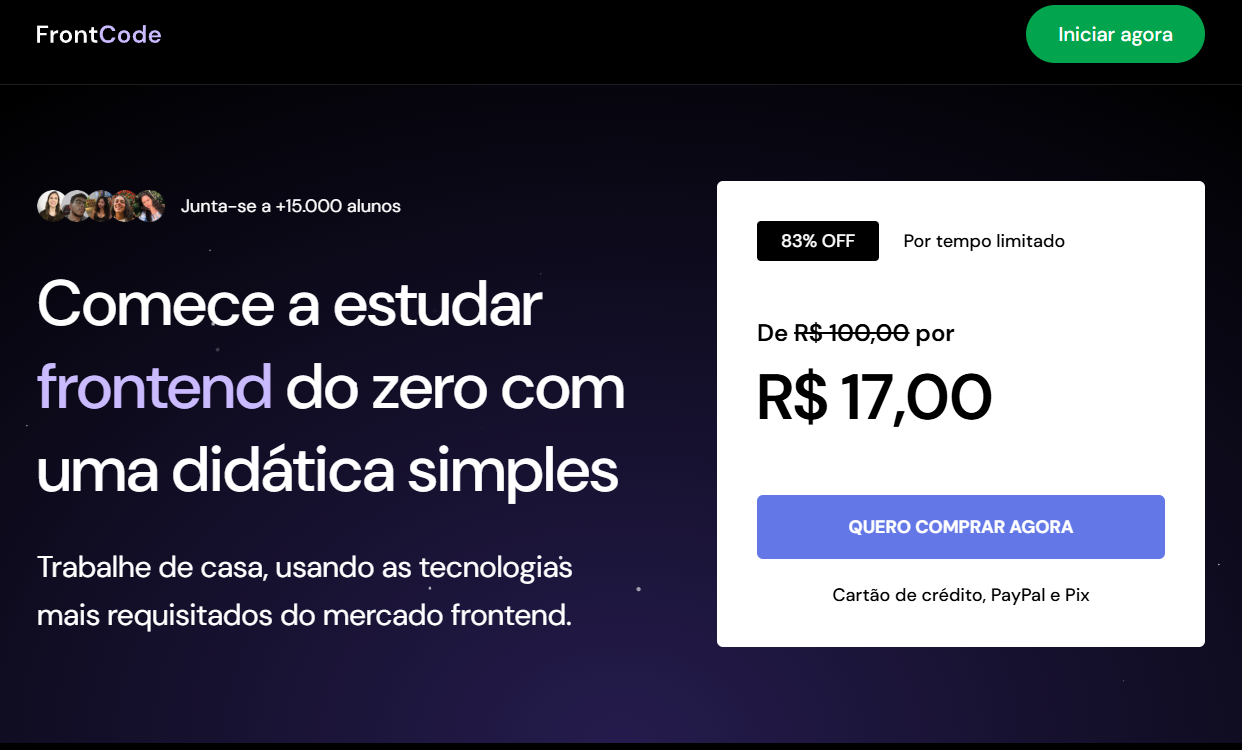 FrontCode
Iniciar agora
Junta-se a +15.000 alunos
Comece a estudar
frontend do zero com
uma didática simples
Trabalhe de casa, usando as tecnologias
mais requisitados do mercado frontend.
83% OFF
Por tempo limitado
De R$ 100,00 por
R$ 17,00
QUERO COMPRAR AGORA
Cartão de crédito, PayPal e Pix